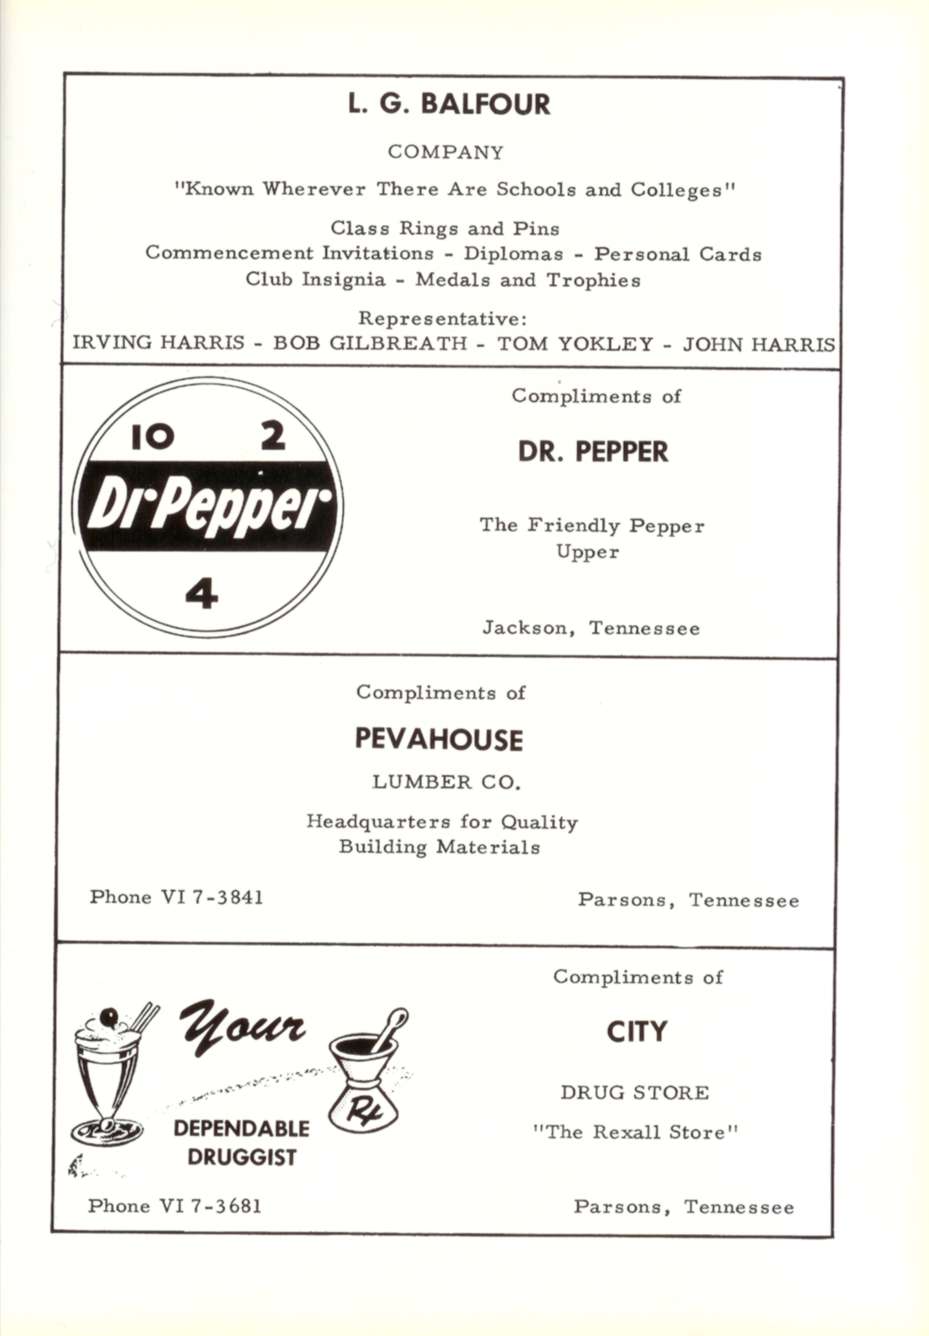 L. G. BALFOUR
COMPANY
"Known Wherever There Are Schools and Colleges"
Class Rings and Pins
Commencement Invitations - Diplomas - Personal Cards
Club Insignia - Medals and Trophies
Representative:
IRVING HARRIS - BOB GILBREATH - TOM YOKLEY - JOHN HARRIS
10 2
Dr Pepper
4
Compliments of
DR. PEPPER
The Friendly Pepper
Upper
Jackson, Tennessee
Compliments of
PEVAHOUSE
LUMBER CO.
Headquarters for Quality
Building Materials
Phone VI 7-3841 Parsons, Tennessee
Your
Rx
DEPENDABLE
DRUGGIST
Compliments of
CITY
DRUG STORE
"The Rexall Store"
Phone VI 7-3681 Parsons, Tennessee